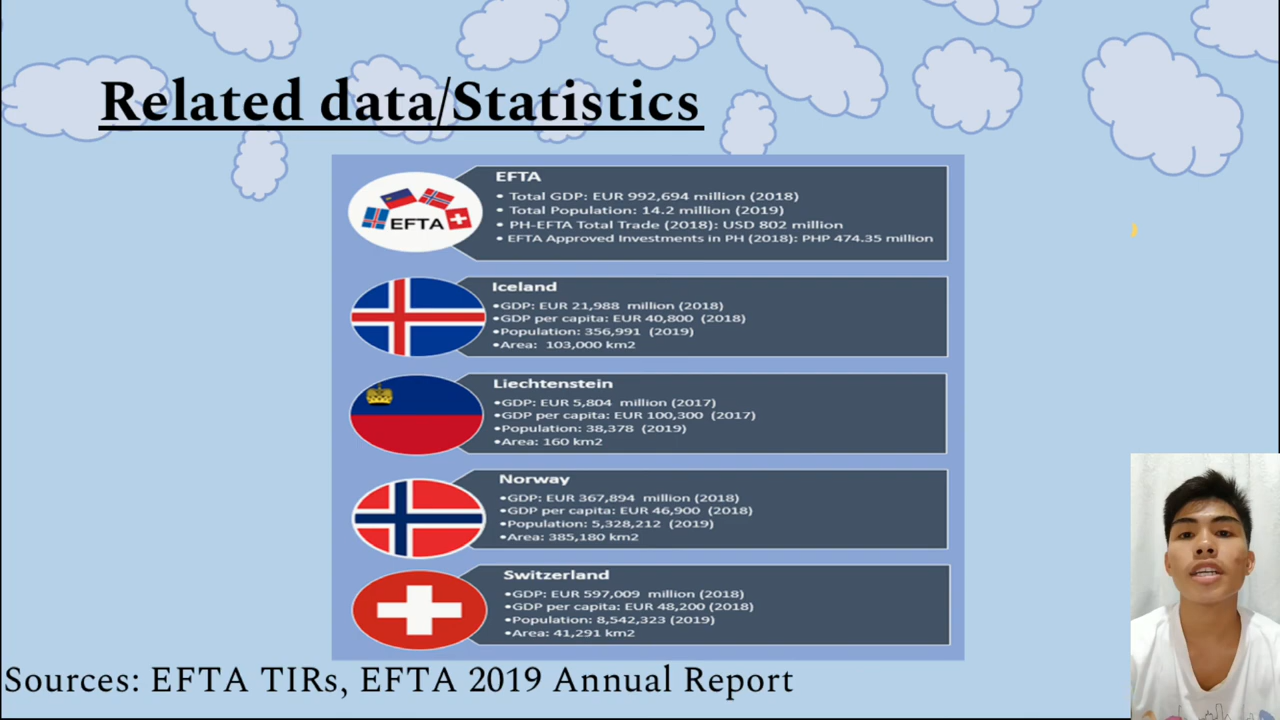 Related data/Statistics
EFTA
• Total GDP: EUR 992,694 million (2018)
• Total Population: 14.2 million (2019)
• PH-EFTA Total Trade (2018): USD 802 million
• EFTA Approved Investments in PH (2018): PHP 474.35 million
EFTA
Iceland
•GDP: EUR 21,988 million (2018)
•GDP per capita: EUR 40,800 (2018)
•Population: 356,991 (2019)
•Area: 103,000 km2
Liechtenstein
•GDP: EUR 5,804 million (2017)
•GDP per capita: EUR 100,300 (2017)
•Population: 38,378 (2019)
•Area: 160 km2
Norway
•GDP: EUR 367,894 million (2018)
•GDP per capita: EUR 46,900 (2018)
•Population: 5,328,212 (2019)
•Area: 385,180 km2
Switzerland
•GDP: EUR 597,009 million (2018)
•GDP per capita: EUR 48,200 (2018)
•Population: 8,542,323 (2019)
•Area: 41,291 km2
Sources: EFTA TIRs, EFTA 2019 Annual Report